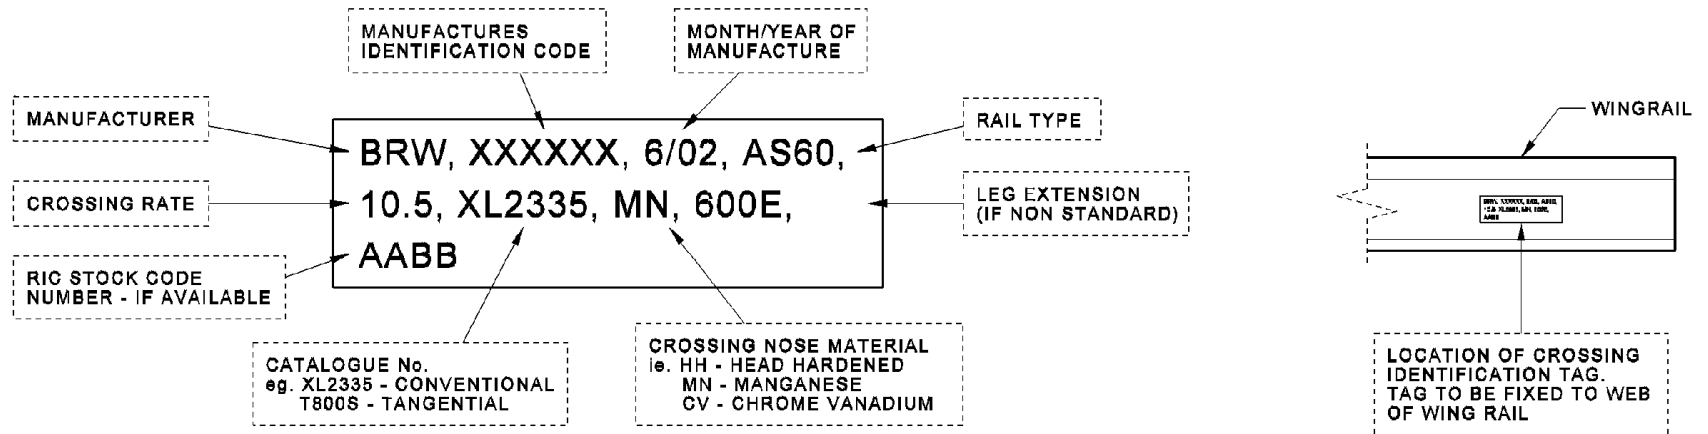 MANUFACTURES
IDENTIFICATION CODE
MONTH/YEAR OF
MANUFACTURE
MANUFACTURER
RAIL TYPE
WINGRAIL
BRW, XXXXXX, 6/02, AS60,
10.5, XL2335, MN, 600E,
AABB
CROSSING RATE
LEG EXTENSION
(IF NON STANDARD)
RIC STOCK CODE
NUMBER - IF AVAILABLE
CATALOGUE No.
eg. XL2335 - CONVENTIONAL
T800S - TANGENTIAL
CROSSING NOSE MATERIAL
ie. HH - HEAD HARDENED
MN - MANGANESE
CV - CHROME VANADIUM
LOCATION OF CROSSING
IDENTIFICATION TAG.
TAG TO BE FIXED TO WEB
OF WING RAIL